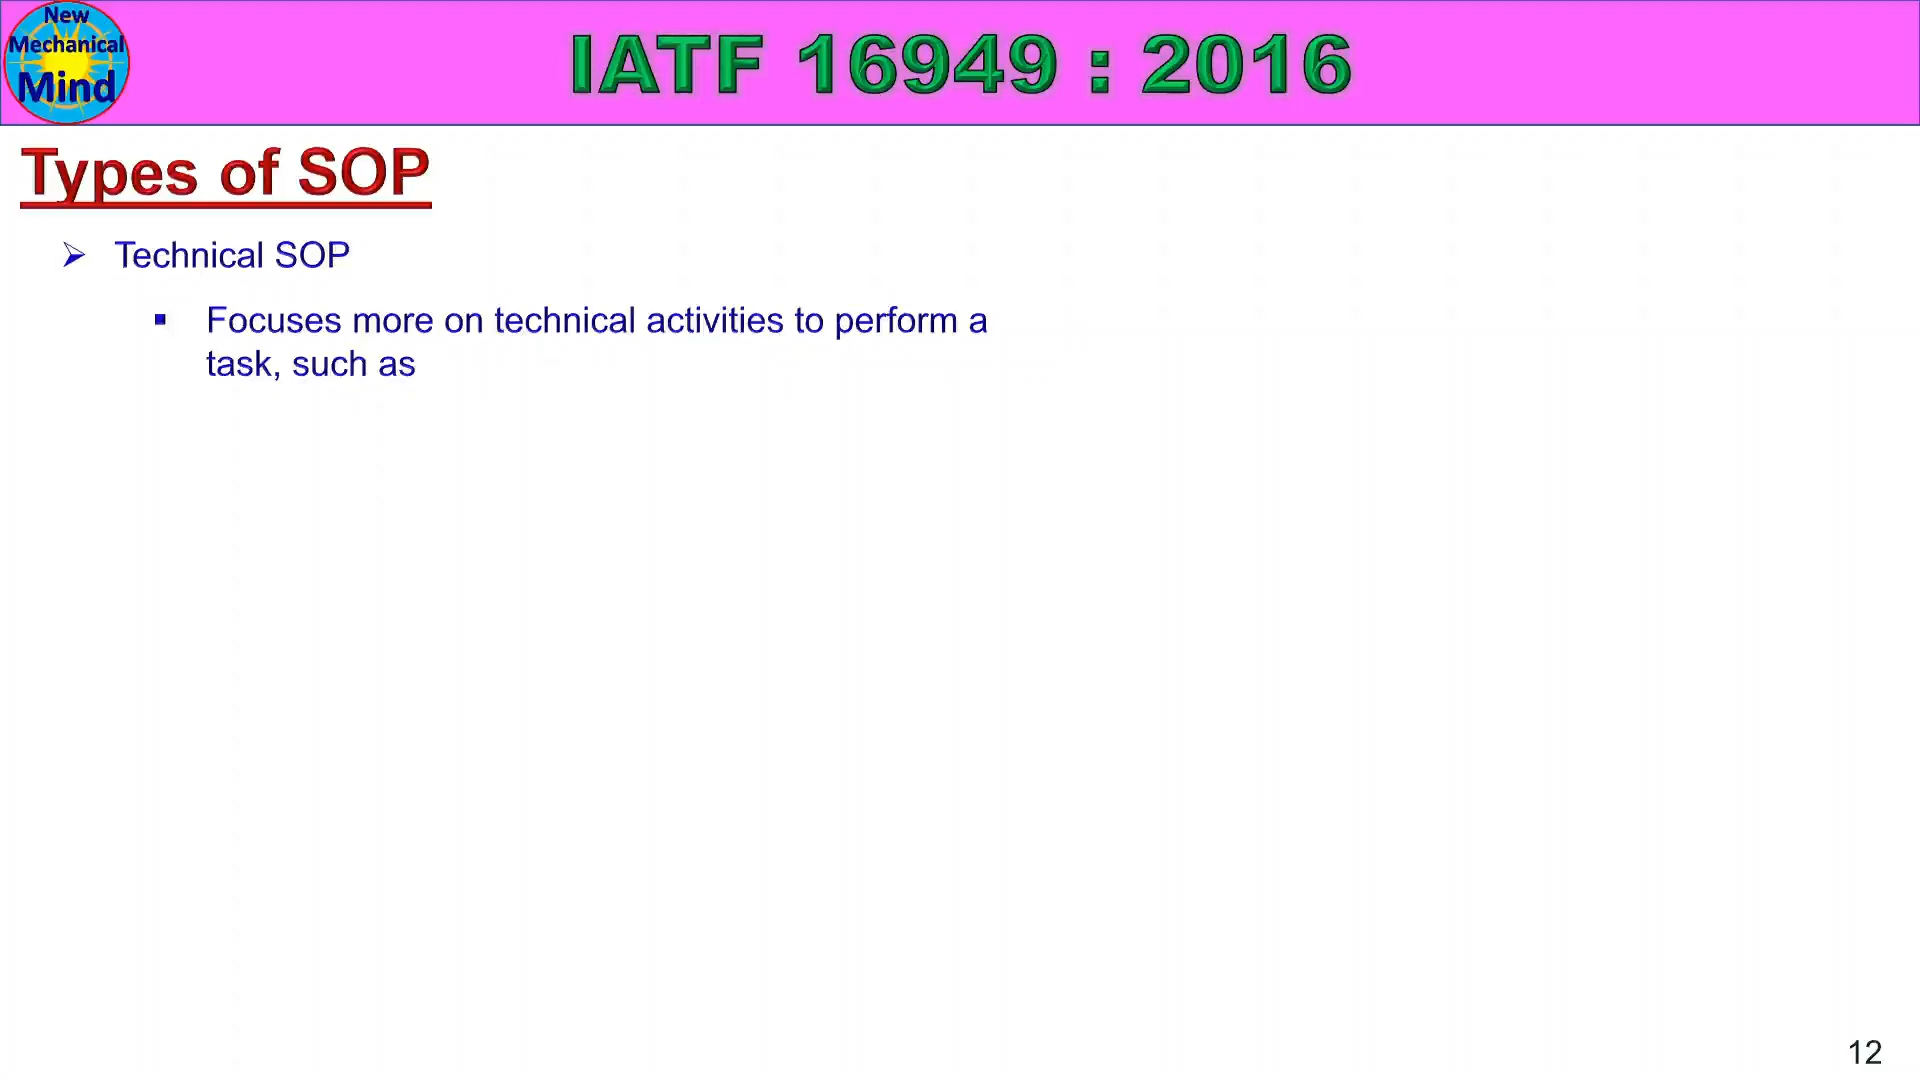 New
Mechanical
Mind
IATF 16949 : 2016
Types of SOP
Technical SOP
Focuses more on technical activities to perform a
task, such as
12